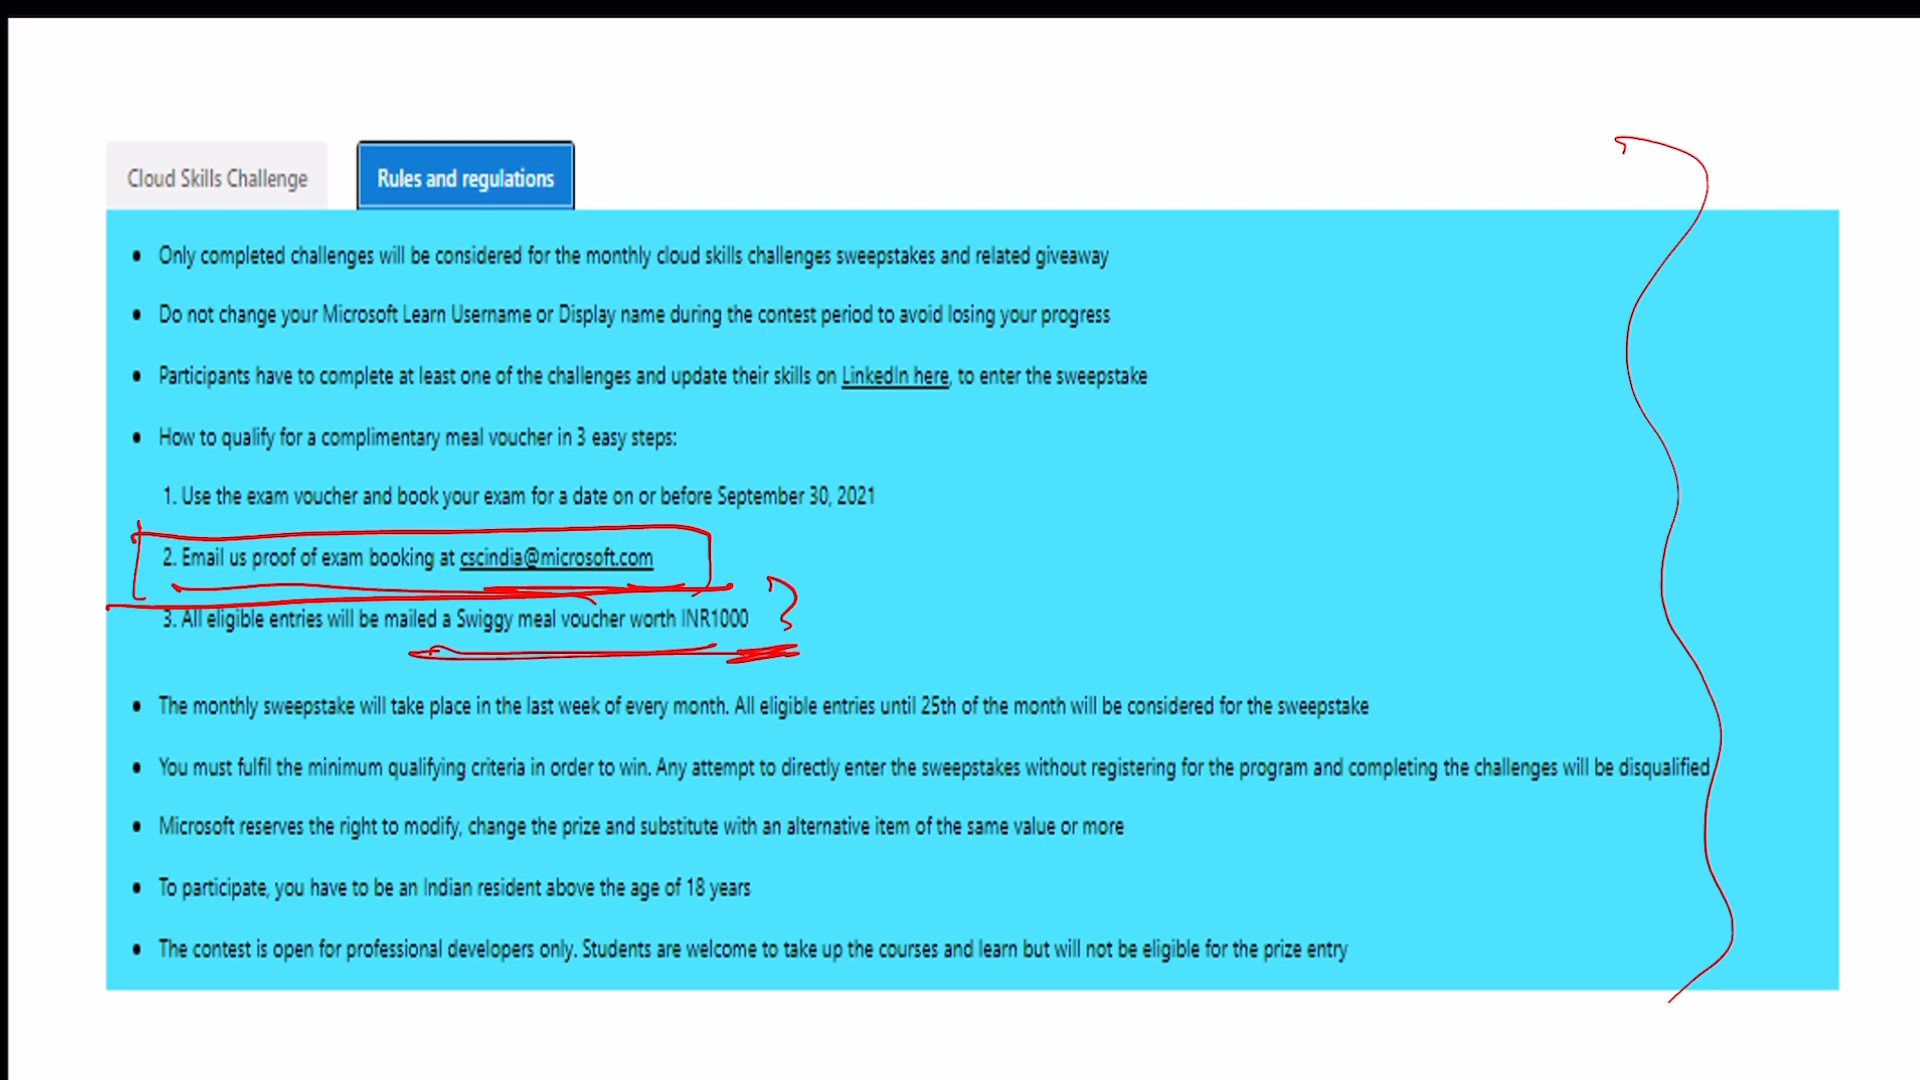 Cloud Skills Challenge
Rules and regulations
• Only completed challenges will be considered for the monthly cloud skills challenges sweepstakes and related giveaway
• Do not change your Microsoft Learn Username or Display name during the contest period to avoid losing your progress
• Participants have to complete at least one of the challenges and update their skills on LinkedIn here, to enter the sweepstake
• How to qualify for a complimentary meal voucher in 3 easy steps:
1. Use the exam voucher and book your exam for a date on or before September 30, 2021
2. Email us proof of exam booking at cscindia@microsoft.com
3. All eligible entries will be mailed a Swiggy meal voucher worth INR1000
• The monthly sweepstake will take place in the last week of every month. All eligible entries until 25th of the month will be considered for the sweepstake
• You must fulfil the minimum qualifying criteria in order to win. Any attempt to directly enter the sweepstakes without registering for the program and completing the challenges will be disqualified
• Microsoft reserves the right to modify, change the prize and substitute with an alternative item of the same value or more
• To participate, you have to be an Indian resident above the age of 18 years
• The contest is open for professional developers only. Students are welcome to take up the courses and learn but will not be eligible for the prize entry